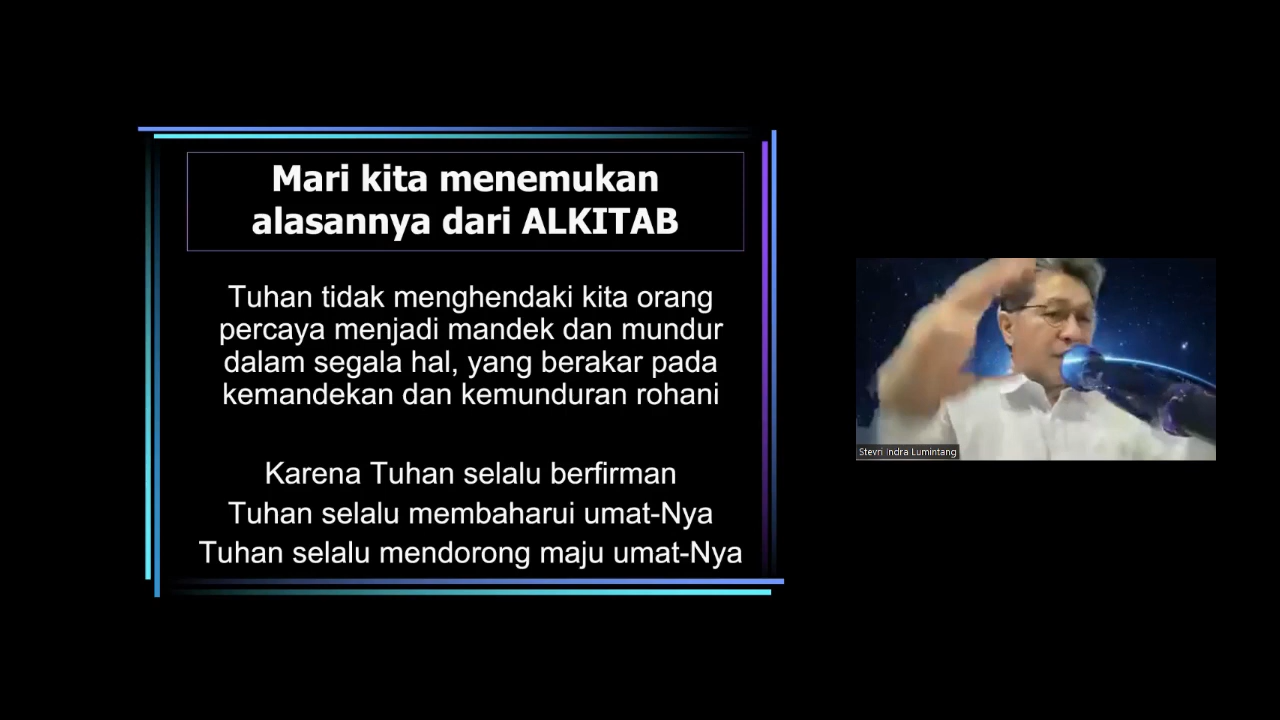 Mari kita menemukan
alasannya dari ALKITAB
Tuhan tidak menghendaki kita orang
percaya menjadi mandek dan mundur
dalam segala hal, yang berakar pada
kemandekan dan kemunduran rohani
Karena Tuhan selalu berfirman
Tuhan selalu membaharui umat-Nya
Tuhan selalu mendorong maju umat-Nya
Stevri Indra Lumintang